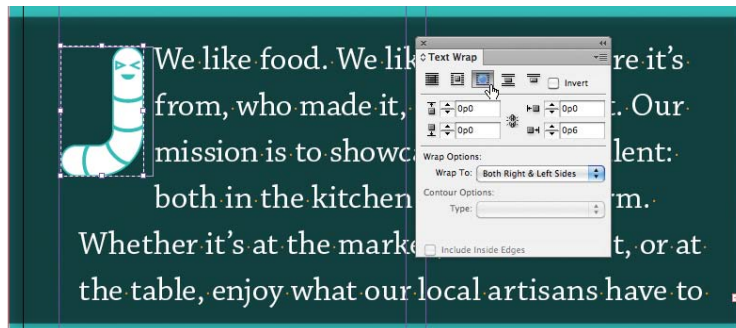 We like food. We lik
re it's
from, who made it,
t. Our
mission is to showca
lent:
both in the kitchen
m.
Whether it's at the marke
t, or at
the table, enjoy what our local artisans have to
Text Wrap
Invert
0p0
0p0
0p0
0p6
Wrap Options:
Wrap To: Both Right & Left Sides
Contour Options:
Type:
Include Inside Edges